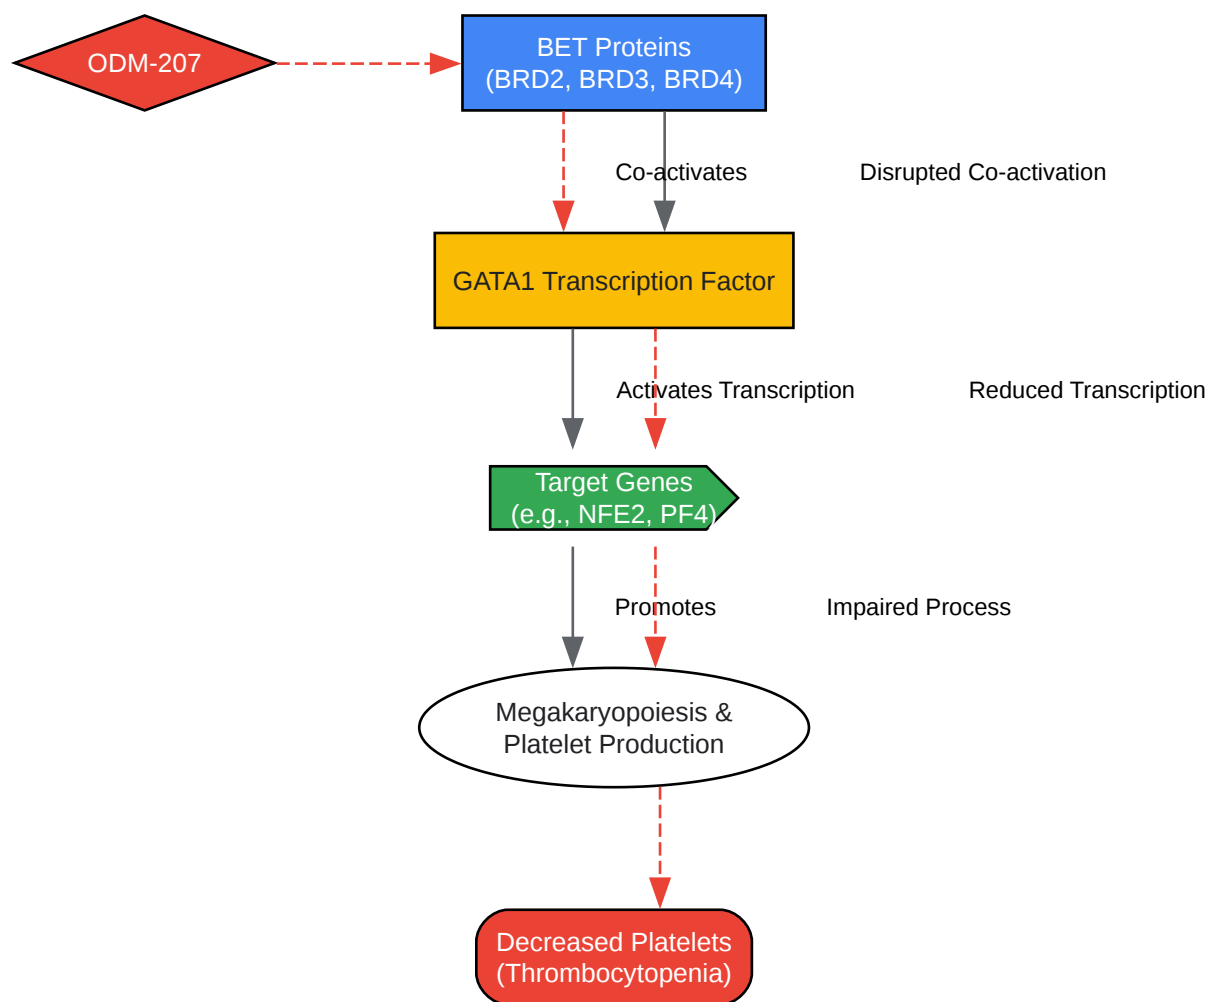 ODM-207
BET Proteins
(BRD2, BRD3, BRD4)
Co-activates
Disrupted Co-activation
GATA1 Transcription Factor
Activates Transcription
Reduced Transcription
Target Genes
(e.g., NFE2, PF4)
Promotes
Impaired Process
Megakaryopoiesis &
Platelet Production
Decreased Platelets
(Thrombocytopenia)